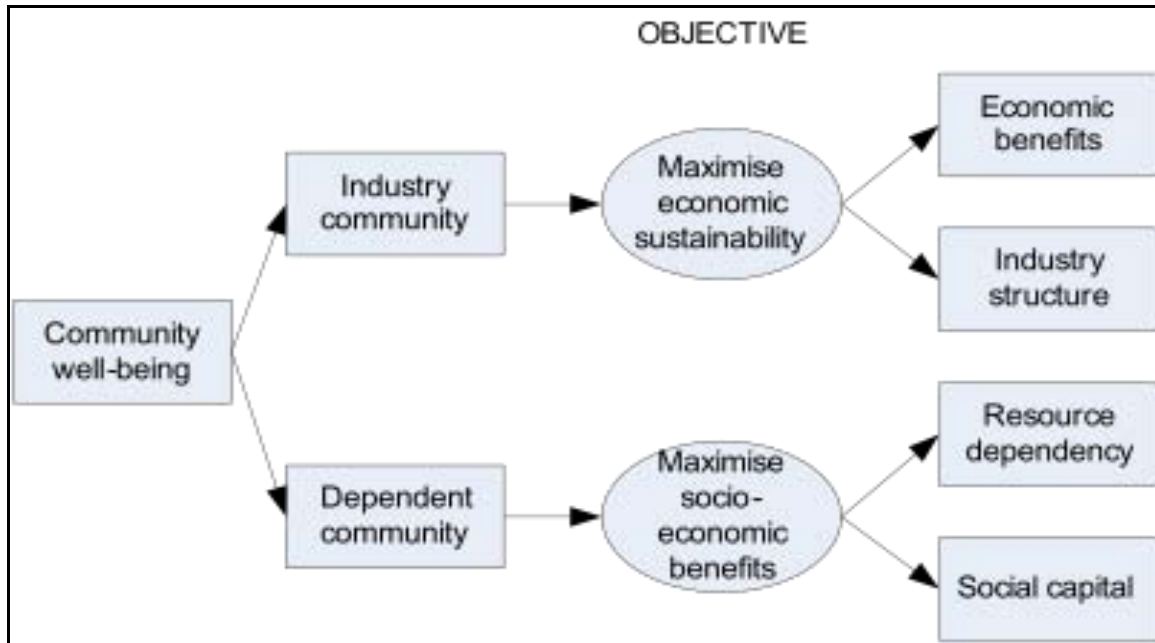 OBJECTIVE
Economic
benefits
Industry
community
Maximise
economic
sustainability
Industry
structure
Community
well-being
Resource
dependency
Dependent
community
Maximise
socio-
economic
benefits
Social capital